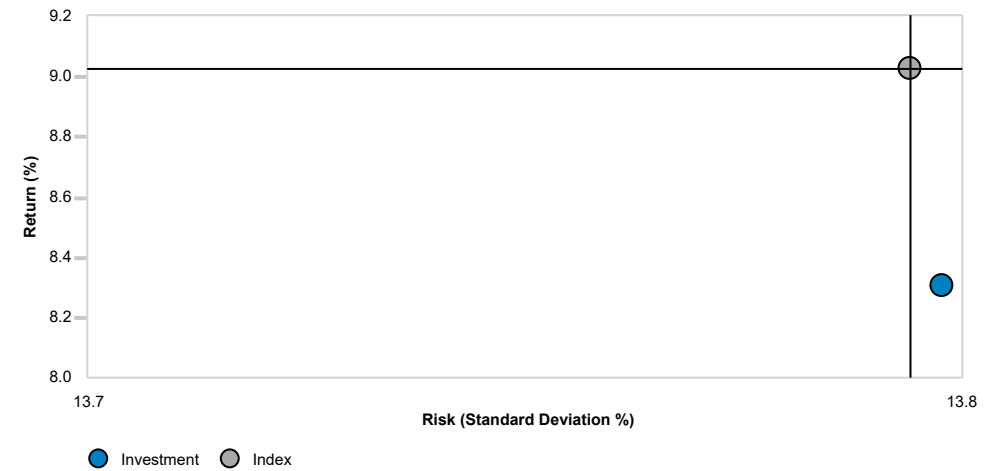 9.2
9.0
8.8
8.6
8.4
8.2
8.0
Return (%)
13.7
13.8
Risk (Standard Deviation %)
Investment
Index